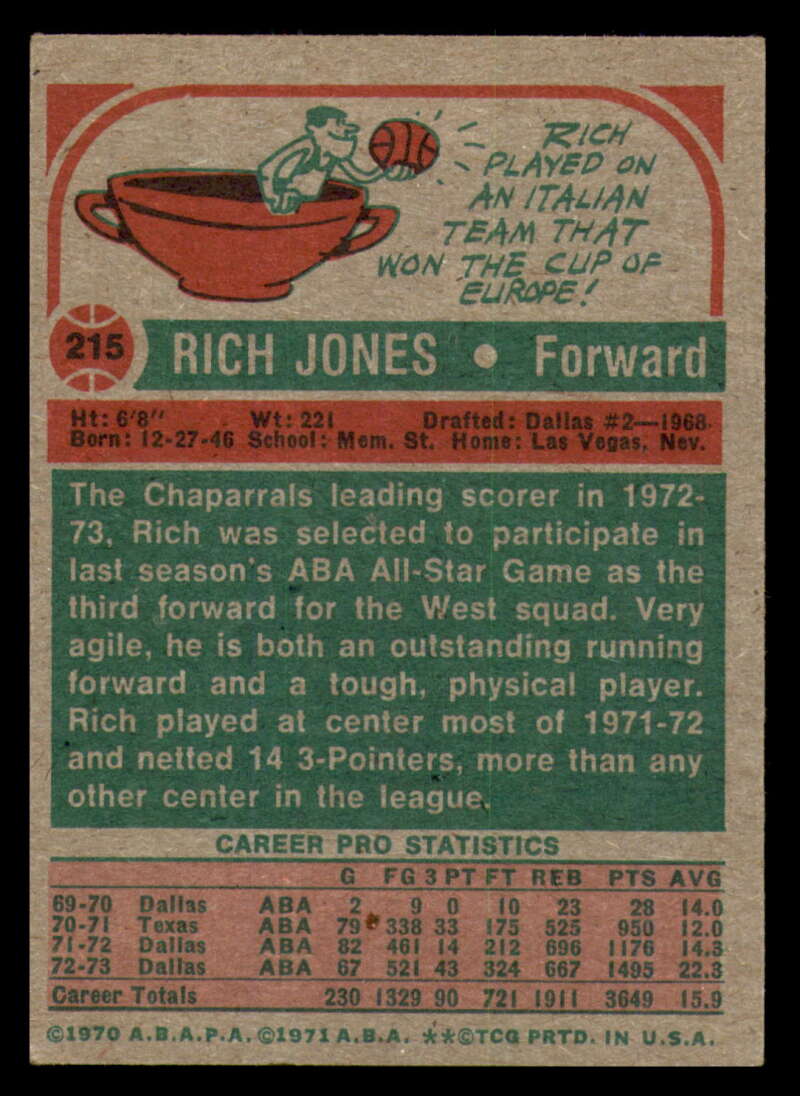 RICH
PLAYED ON
AN ITALIAN
TEAM THAT
WON THE CUP OF
EUROPE!
215 RICH JONES • Forward
Ht: 6'8" Wt: 221 Drafted: Dallas #2—1968
Born: 12-27-46 School: Mem. St. Home: Las Vegas, Nev.
The Chaparrals leading scorer in 1972-
73, Rich was selected to participate in
last season's ABA All-Star Game as the
third forward for the West squad. Very
agile, he is both an outstanding running
forward and a tough, physical player.
Rich played at center most of 1971-72
and netted 14 3-Pointers, more than any
other center in the league.
CAREER PRO STATISTICS
G FG 3 PT FT REB PTS AVG
69-70 Dallas ABA 2 9 0 10 23 28 14.0
70-71 Texas ABA 79 338 33 175 525 950 12.0
71-72 Dallas ABA 82 461 14 212 696 1176 14.3
72-73 Dallas ABA 67 521 43 324 667 1495 22.3
Career Totals 230 1329 90 721 1911 3649 15.9
©1970 A.B.A.P.A. ©1971 A.B.A. **©TCG PRTD. IN U.S.A.